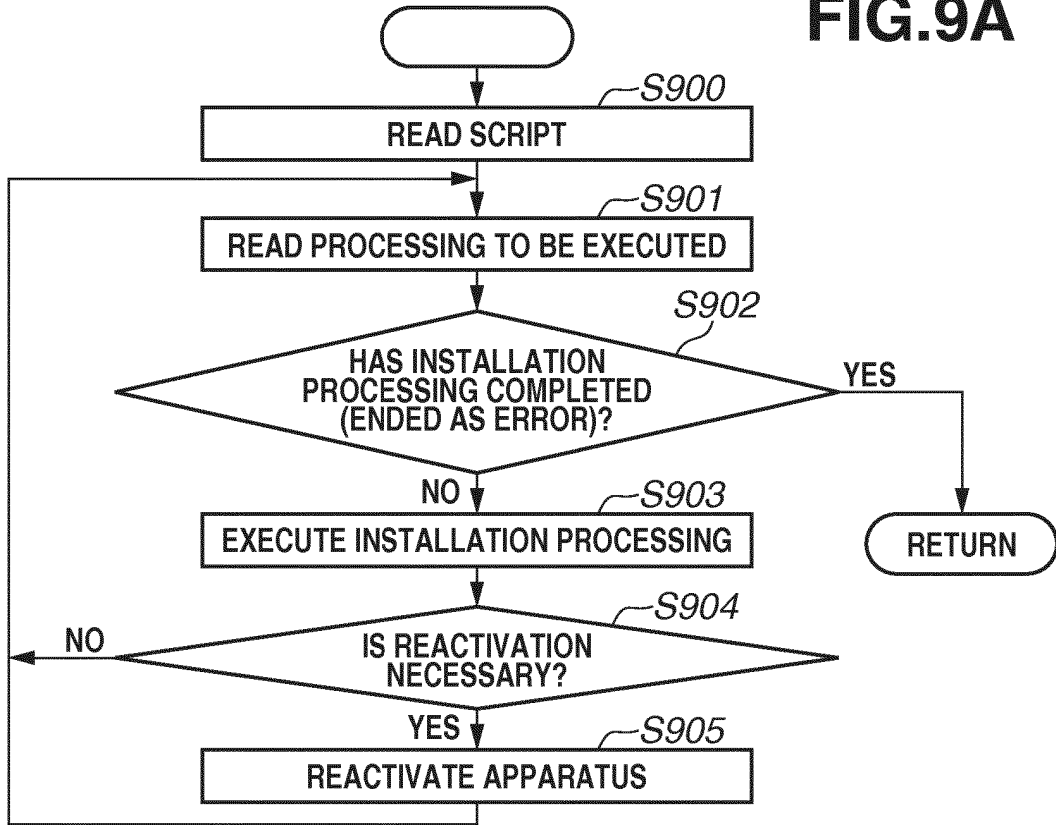 FIG.9A
S900
READ SCRIPT
S901
READ PROCESSING TO BE EXECUTED
S902
HAS INSTALLATION
PROCESSING COMPLETED
(ENDED AS ERROR)?
YES
NO
S903
EXECUTE INSTALLATION PROCESSING
RETURN
S904
NO
IS REACTIVATION
NECESSARY?
YES
S905
REACTIVATE APPARATUS